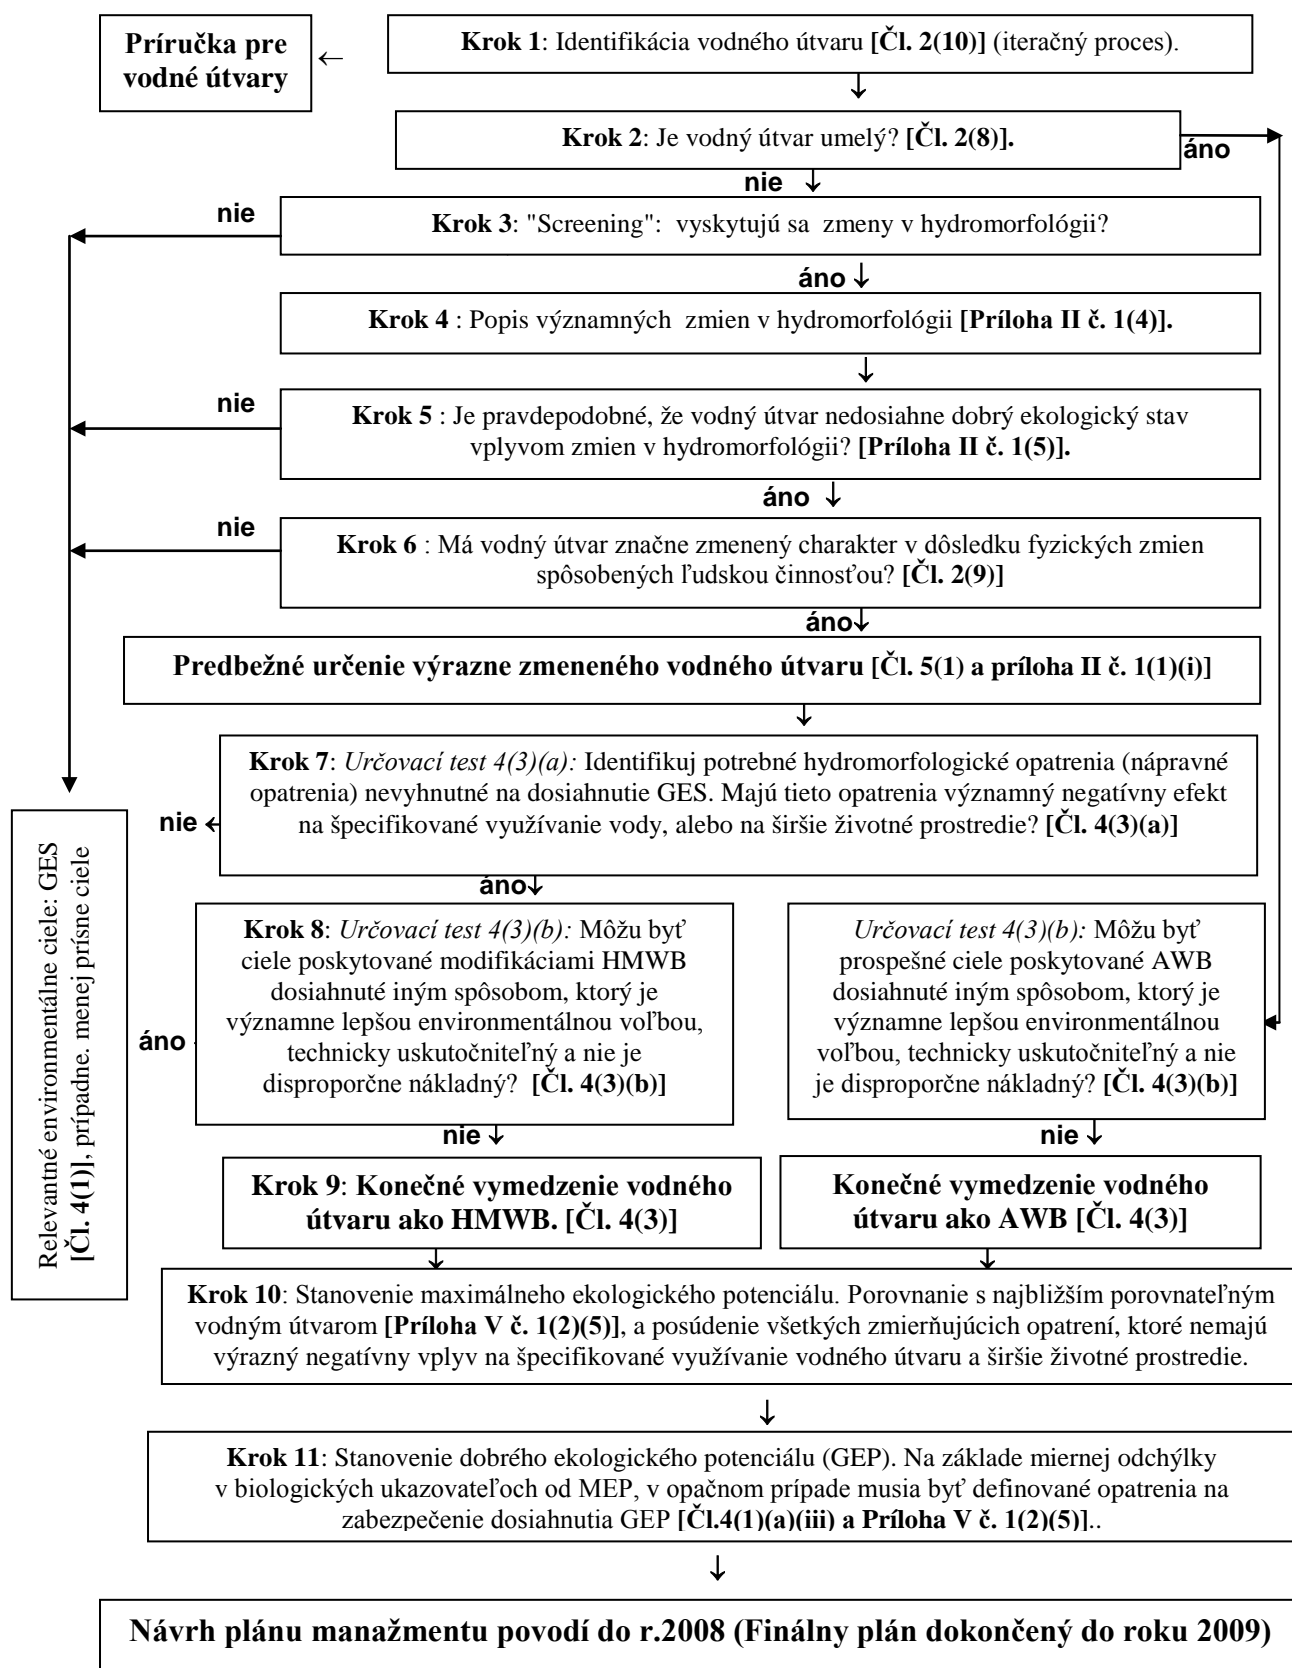 Príručka pre
vodné útvary
←
Krok 1: Identifikácia vodného útvaru [Čl. 2(10)] (iteračný proces).
↓
Krok 2: Je vodný útvar umelý? [Čl. 2(8)].
áno
nie ↓
nie
Krok 3: "Screening": vyskytujú sa zmeny v hydromorfológii?
áno ↓
Krok 4 : Popis významných zmien v hydromorfológii [Príloha II č. 1(4)].
↓
nie
Krok 5 : Je pravdepodobné, že vodný útvar nedosiahne dobrý ekologický stav
vplyvom zmien v hydromorfológii? [Príloha II č. 1(5)].
áno ↓
nie
Krok 6 : Má vodný útvar značne zmenený charakter v dôsledku fyzických zmien
spôsobených ľudskou činnosťou? [Čl. 2(9)]
áno↓
Predbežné určenie výrazne zmeneného vodného útvaru [Čl. 5(1) a príloha II č. 1(1)(i)]
↓
Krok 7: Určovací test 4(3)(a): Identifikuj potrebné hydromorfologické opatrenia (nápravné
opatrenia) nevyhnutné na dosiahnutie GES. Majú tieto opatrenia významný negatívny efekt
na špecifikované využívanie vody, alebo na širšie životné prostredie? [Čl. 4(3)(a)]
nie ←
áno↓
Relevantné environmentálne ciele: GES
[Čl. 4(1)], prípadne. menej prísne ciele
Krok 8: Určovací test 4(3)(b): Môžu byť
ciele poskytované modifikáciami HMWB
dosiahnuté iným spôsobom, ktorý je
významne lepšou environmentálnou voľbou,
technicky uskutočniteľný a nie je
disproporčne nákladný? [Čl. 4(3)(b)]
áno
nie ↓
Určovací test 4(3)(b): Môžu byť
prospešné ciele poskytované AWB
dosiahnuté iným spôsobom, ktorý je
významne lepšou environmentálnou
voľbou, technicky uskutočniteľný a nie
je disproporčne nákladný? [Čl. 4(3)(b)]
nie ↓
Krok 9: Konečné vymedzenie vodného
útvaru ako HMWB. [Čl. 4(3)]
Konečné vymedzenie vodného
útvaru ako AWB [Čl. 4(3)]
↓ ↓
Krok 10: Stanovenie maximálneho ekologického potenciálu. Porovnanie s najbližším porovnateľným
vodným útvarom [Príloha V č. 1(2)(5)], a posúdenie všetkých zmierňujúcich opatrení, ktoré nemajú
výrazný negatívny vplyv na špecifikované využívanie vodného útvaru a širšie životné prostredie.
↓
Krok 11: Stanovenie dobrého ekologického potenciálu (GEP). Na základe miernej odchýlky
v biologických ukazovateľoch od MEP, v opačnom prípade musia byť definované opatrenia na
zabezpečenie dosiahnutia GEP [Čl.4(1)(a)(iii) a Príloha V č. 1(2)(5)]..
↓
Návrh plánu manažmentu povodí do r.2008 (Finálny plán dokončený do roku 2009)